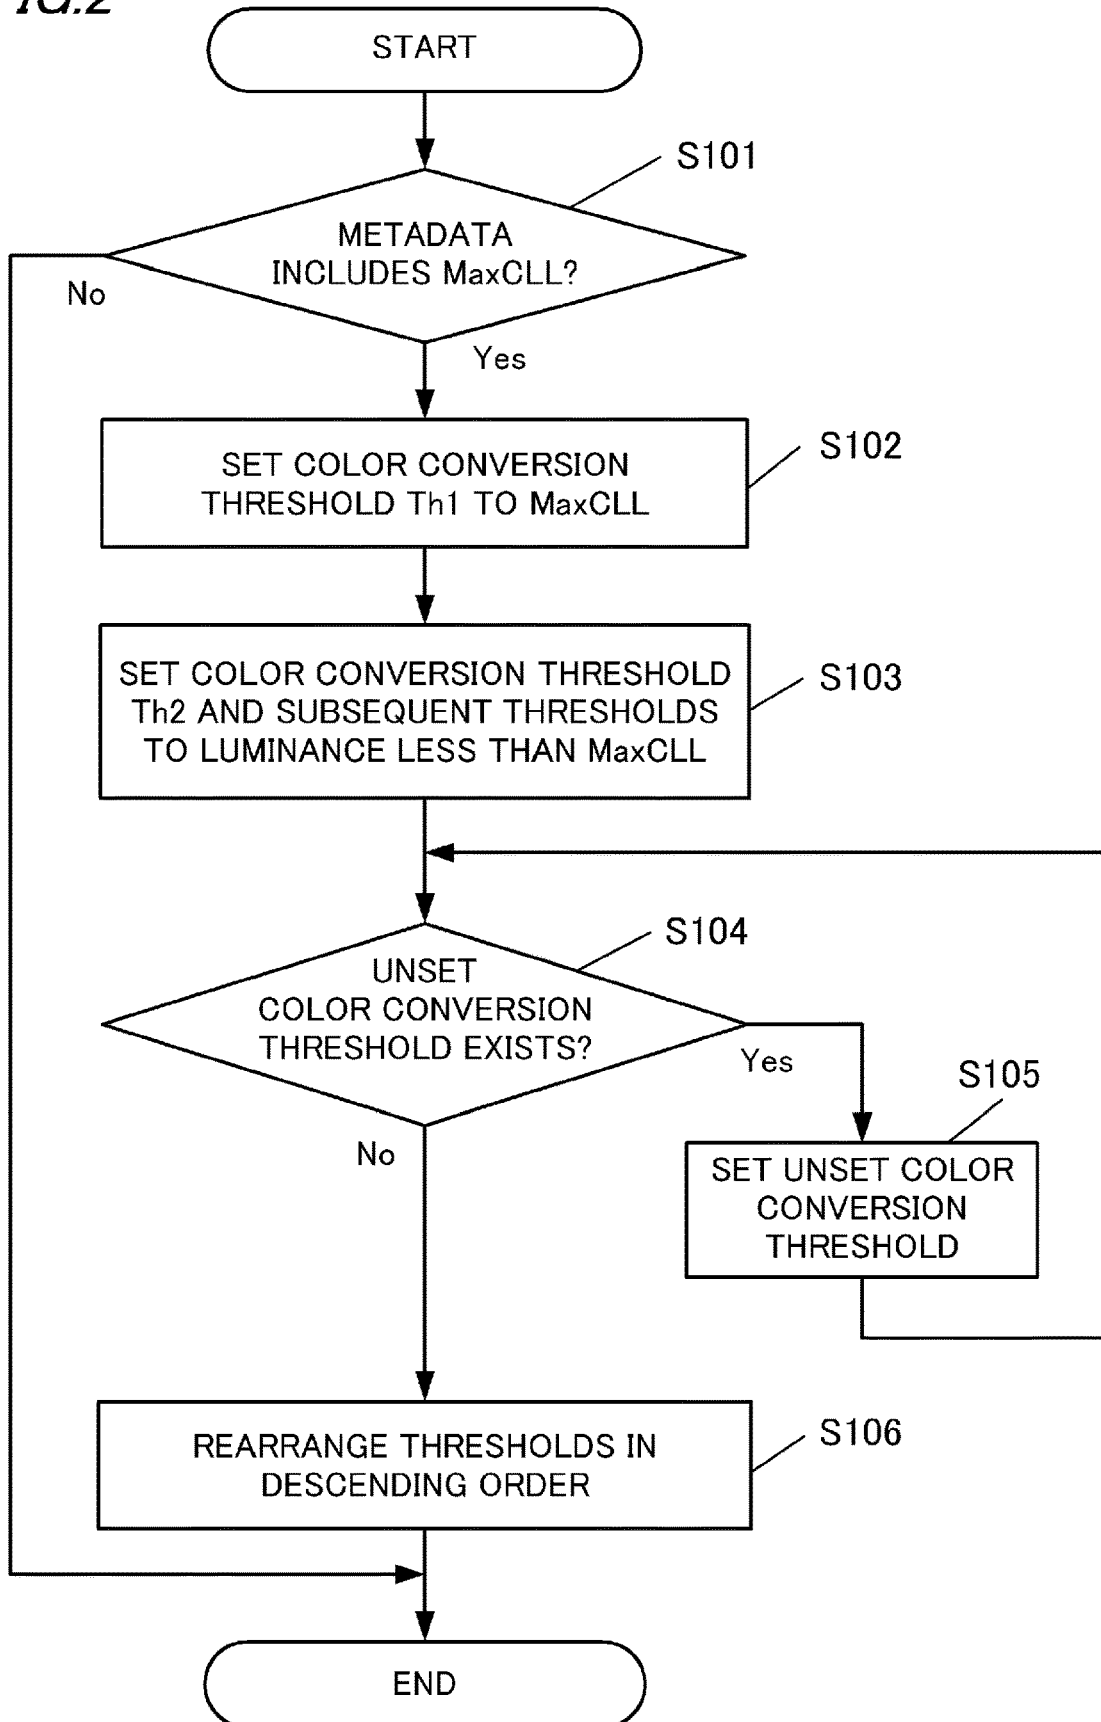 IG.2
START
S101
METADATA
INCLUDES MaxCLL?
No
Yes
S102
SET COLOR CONVERSION
THRESHOLD Th1 TO MaxCLL
S103
SET COLOR CONVERSION THRESHOLD
Th2 AND SUBSEQUENT THRESHOLDS
TO LUMINANCE LESS THAN MaxCLL
S104
UNSET
COLOR CONVERSION
THRESHOLD EXISTS?
Yes
No
S105
SET UNSET COLOR
CONVERSION
THRESHOLD
S106
REARRANGE THRESHOLDS IN
DESCENDING ORDER
END